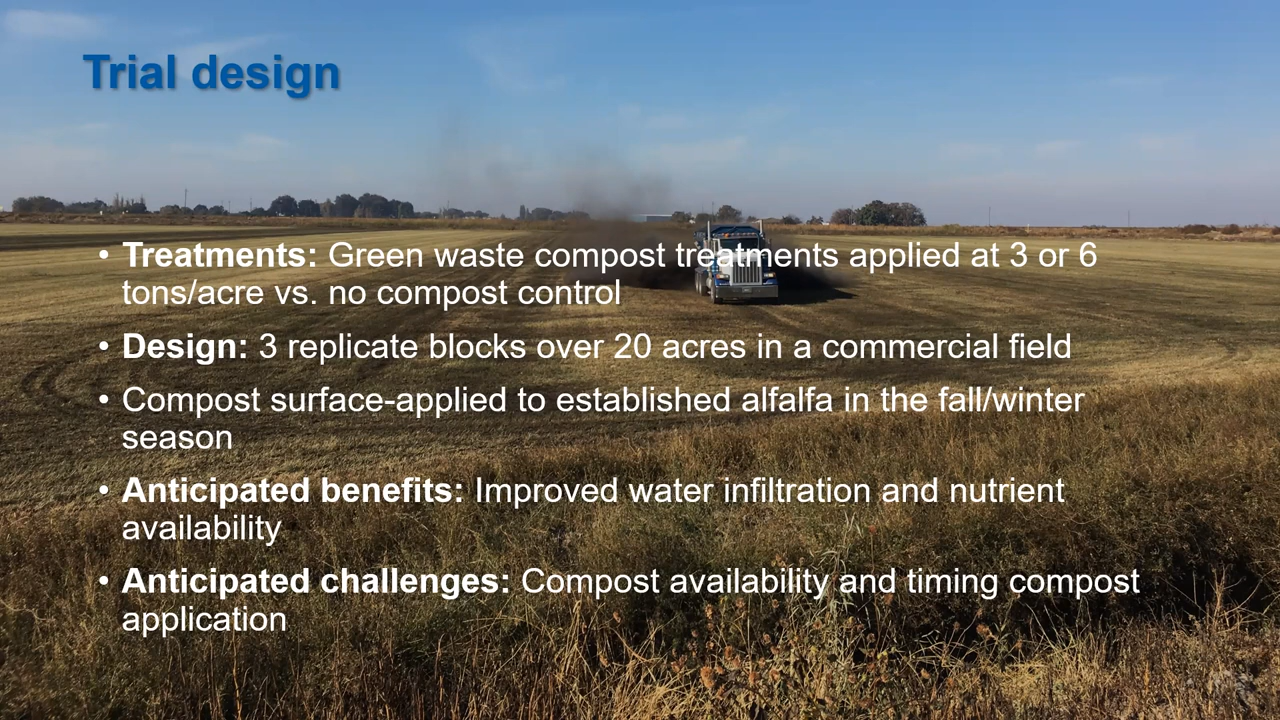 Trial design
• Treatments: Green waste compost treatments applied at 3 or 6
tons/acre vs. no compost control
• Design: 3 replicate blocks over 20 acres in a commercial field
• Compost surface-applied to established alfalfa in the fall/winter
season
• Anticipated benefits: Improved water infiltration and nutrient
availability
• Anticipated challenges: Compost availability and timing compost
application